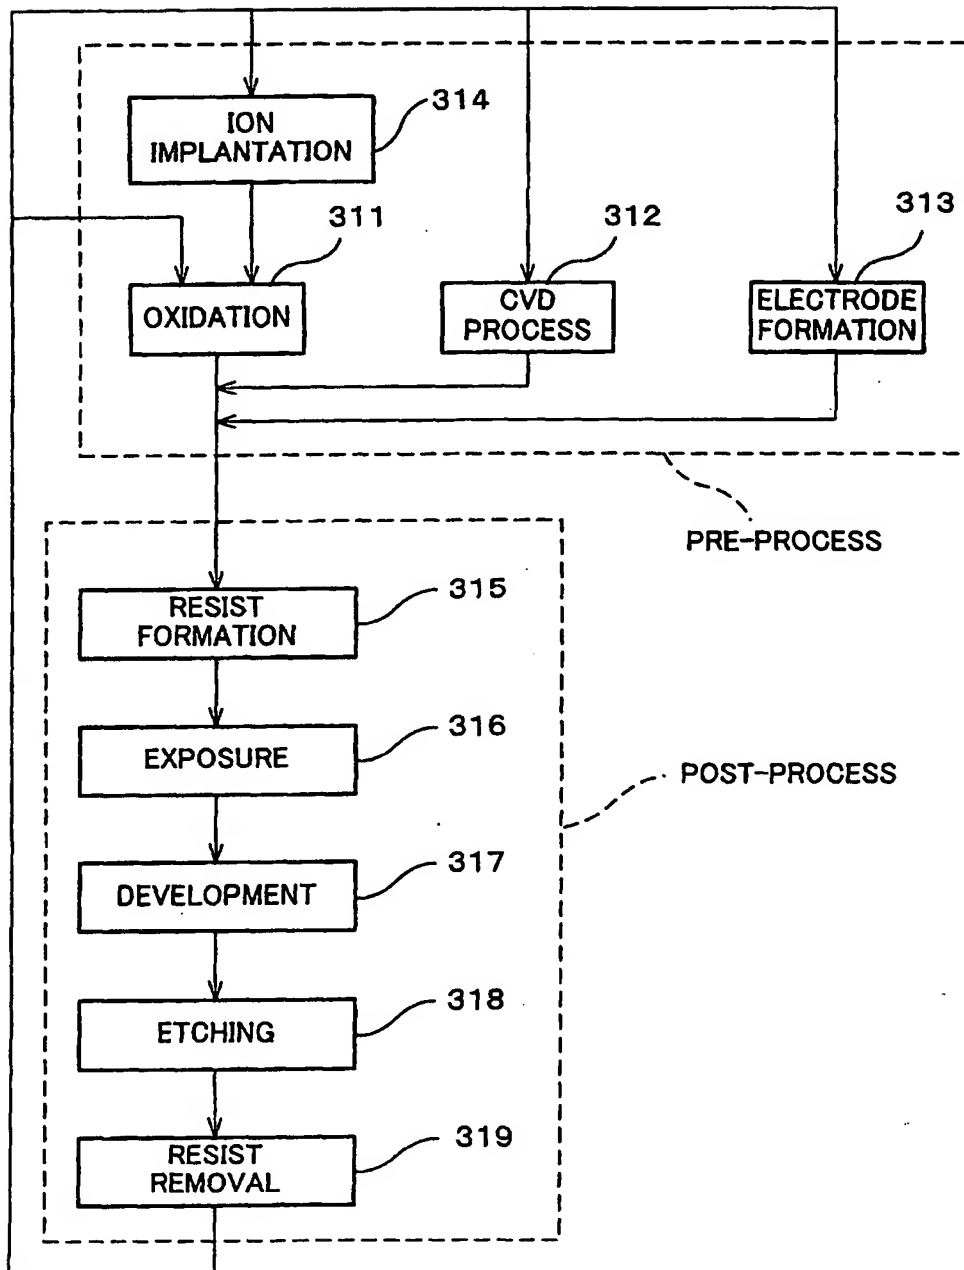 314
ION
IMPLANTATION
311
312
313
OXIDATION
CVD
PROCESS
ELECTRODE
FORMATION
PRE-PROCESS
315
RESIST
FORMATION
316
EXPOSURE
POST-PROCESS
317
DEVELOPMENT
318
ETCHING
319
RESIST
REMOVAL